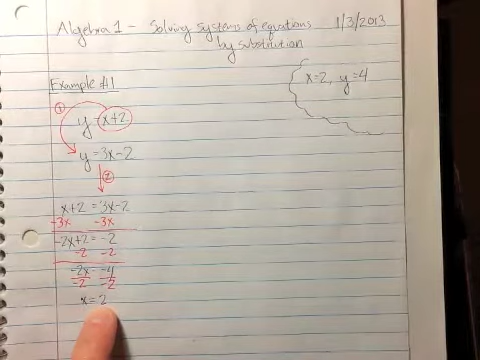 Algebra 1 - Solving systems of equations 1/3/2013
by substitution
x=2, y=4
Example #1
①
y=x+2
y=3x-2
②
x+2=3x-2
-3x -3x
-2x+2=-2
-2 -2
-2x -4
-2 -2
x=2